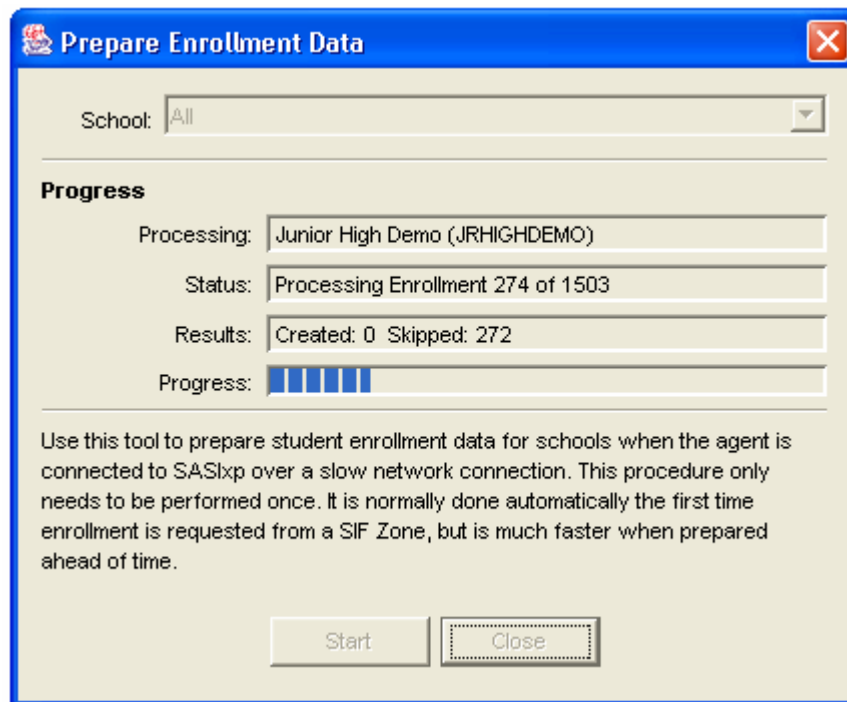 Prepare Enrollment Data
School: All
Progress
Processing: Junior High Demo (JRHIGHDEMO)
Status: Processing Enrollment 274 of 1503
Results: Created: 0 Skipped: 272
Progress:
Use this tool to prepare student enrollment data for schools when the agent is
connected to SASIxp over a slow network connection. This procedure only
needs to be performed once. It is normally done automatically the first time
enrollment is requested from a SIF Zone, but is much faster when prepared
ahead of time.
Start Close